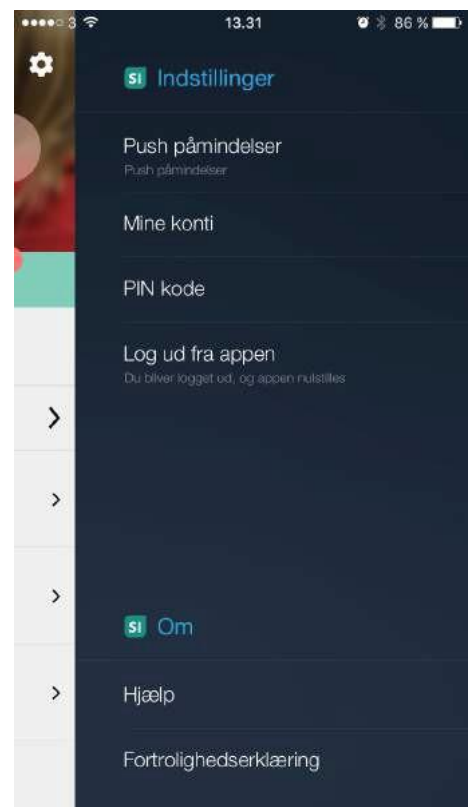 3 13.31 86 %
SI Indstillinger
Push påmindelser
Push påmindelser
Mine konti
PIN kode
Log ud fra appen
Du bliver logget ud, og appen nulstilles
SI Om
Hjælp
Fortrolighedserklæring